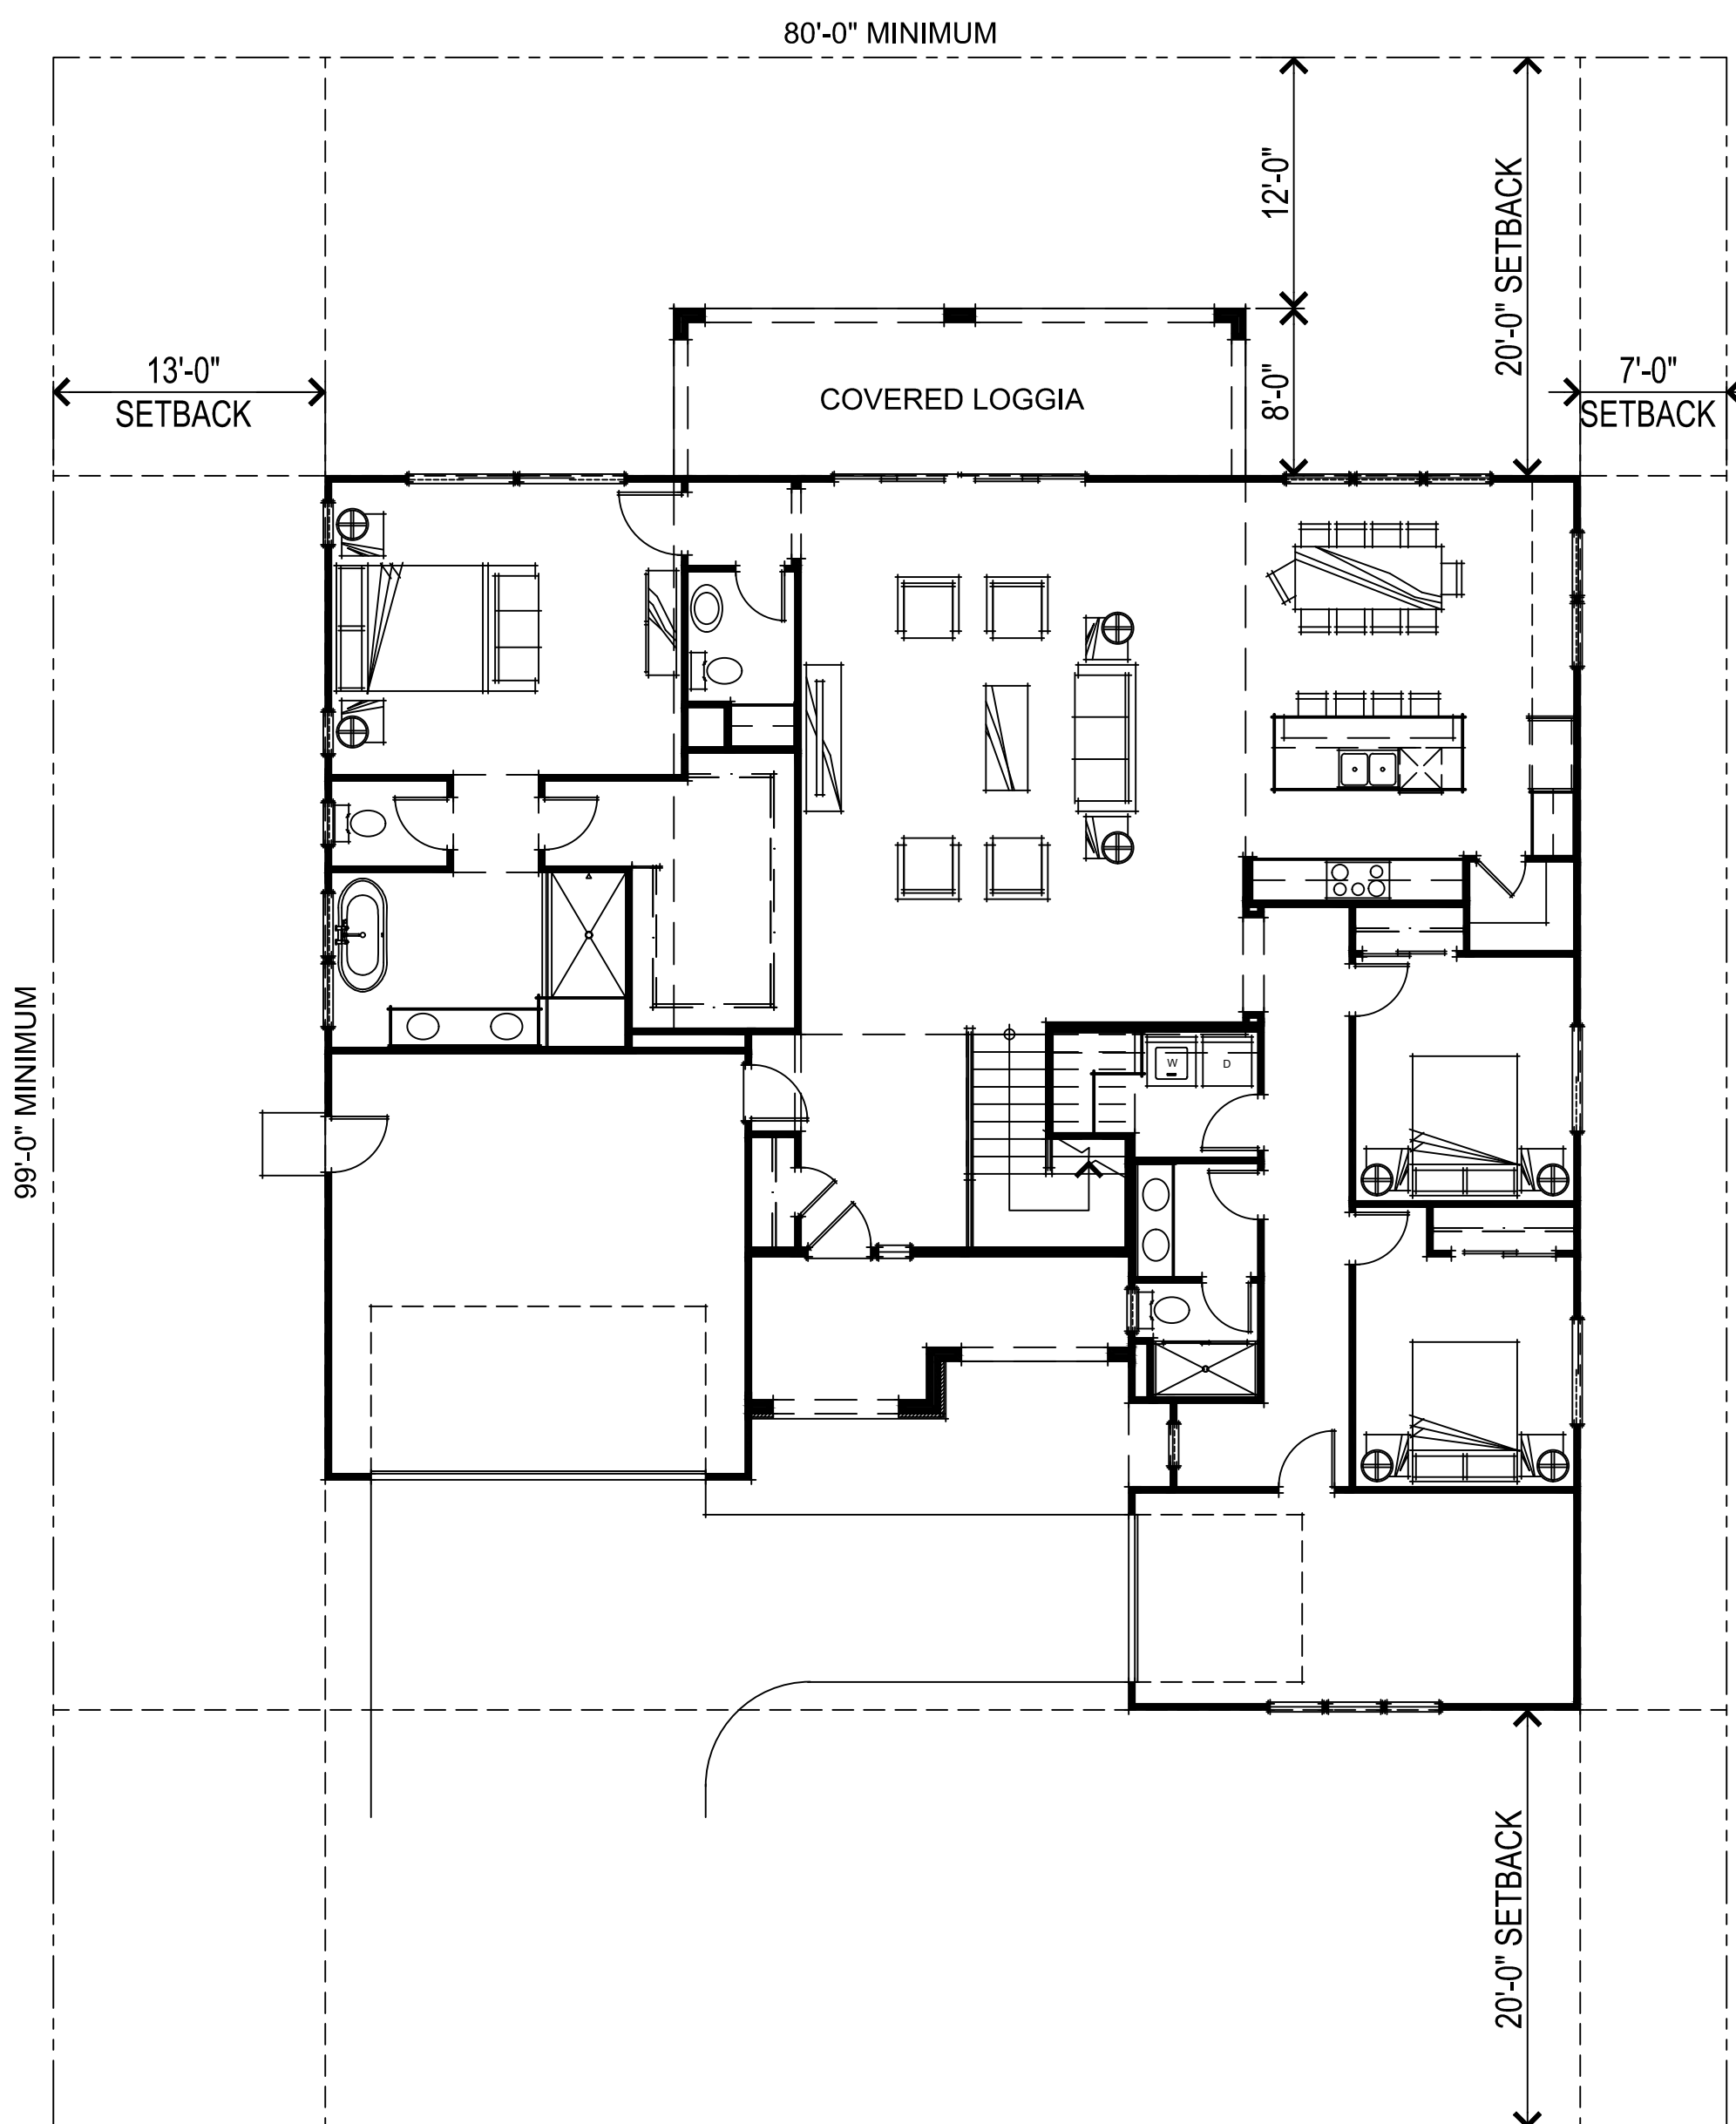 80'-0" MINIMUM
12'-0"
20'-0" SETBACK
13'-0"
SETBACK
COVERED LOGGIA
8'-0"
7'-0"
SETBACK
99'-0" MINIMUM
W
D
20'-0" SETBACK